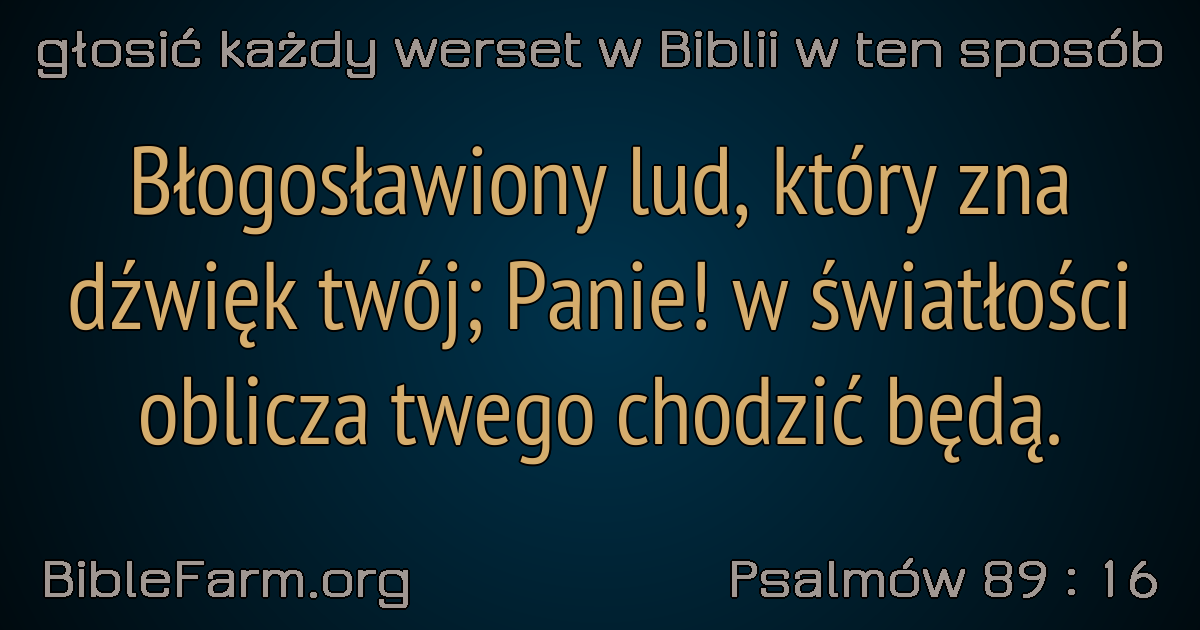 głosić każdy werset w Biblii w ten sposób
Błogosławiony lud, który zna
dźwięk twój; Panie! w światłości
oblicza twego chodzić będą.
BibleFarm.org
Psalmów 89 : 16